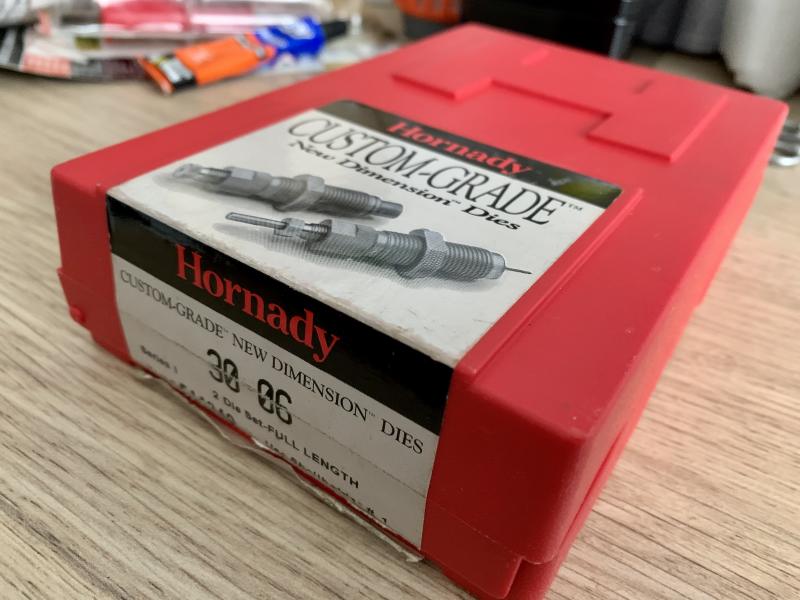 Hornady
CUSTOM-GRADE™
New Dimension™ Dies
Hornady
CUSTOM-GRADE™ NEW DIMENSION™ DIES
Series I
30 06
2 Die Set-FULL LENGTH
# 1